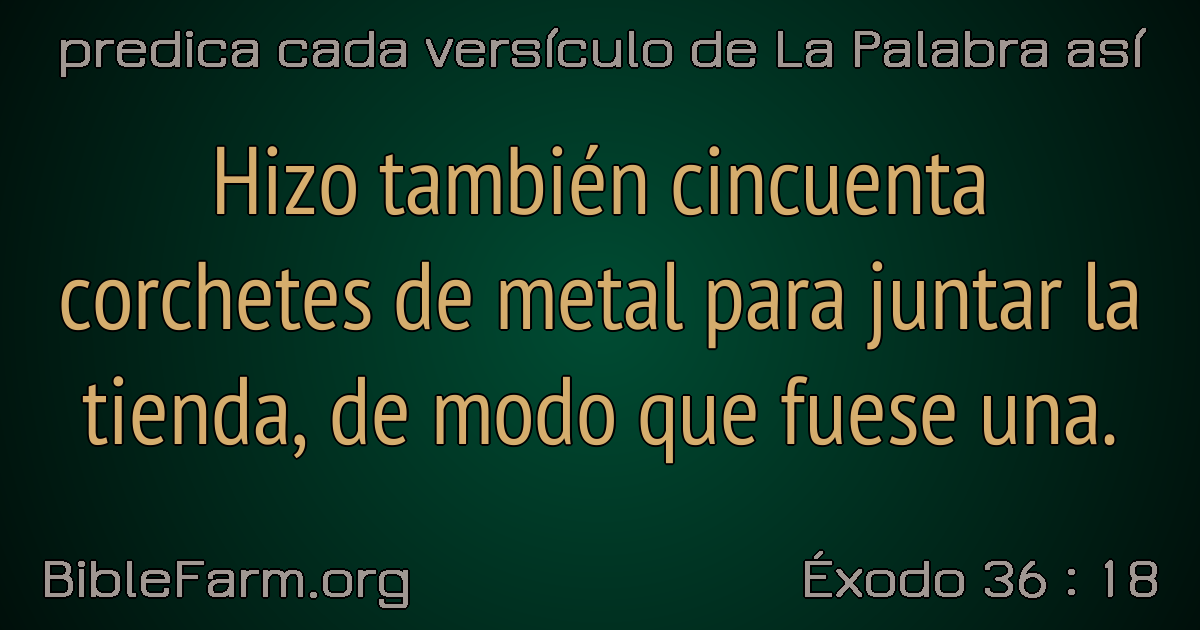 predica cada versículo de La Palabra así
Hizo también cincuenta
corchetes de metal para juntar la
tienda, de modo que fuese una.
BibleFarm.org
Éxodo 36 : 18